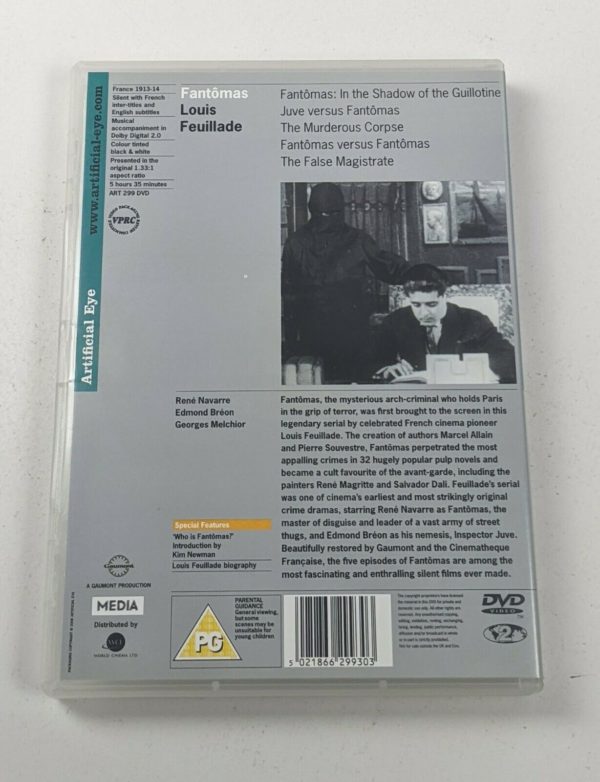 www.artificial-eye.com
Artificial Eye
France 1913-14
Silent with French
inter-titles and
English subtitles
Musical
accompaniment in
Dolby Digital 2.0
Colour tinted
black & white
Presented in the
original 1.33:1
aspect ratio
5 hours 35 minutes
ART 299 DVD
VPRC
Fantômas
Louis
Feuillade
Fantômas: In the Shadow of the Guillotine
Juve versus Fantômas
The Murderous Corpse
Fantômas versus Fantômas
The False Magistrate
René Navarre
Edmond Bréon
Georges Melchior
Fantômas, the mysterious arch-criminal who holds Paris
in the grip of terror, was first brought to the screen in this
legendary serial by celebrated French cinema pioneer
Louis Feuillade. The creation of authors Marcel Allain
and Pierre Souvestre, Fantômas perpetrated the most
appalling crimes in 32 hugely popular pulp novels and
became a cult favourite of the avant-garde, including the
painters René Magritte and Salvador Dali. Feuillade's serial
was one of cinema's earliest and most strikingly original
crime dramas, starring René Navarre as Fantômas, the
master of disguise and leader of a vast army of street
thugs, and Edmond Bréon as his nemesis, Inspector Juve.
Beautifully restored by Gaumont and the Cinematheque
Française, the five episodes of Fantômas are among the
most fascinating and enthralling silent films ever made.
Special Features
'Who is Fantômas?'
Introduction by
Kim Newman
Louis Feuillade biography
Gaumont
A GAUMONT PRODUCTION
MEDIA
Distributed by
WORLD CINEMA LTD
PG
PARENTAL
GUIDANCE
General viewing,
but some
scenes may be
unsuitable for
young children
5 021866 299303
DVD
VIDEO
2